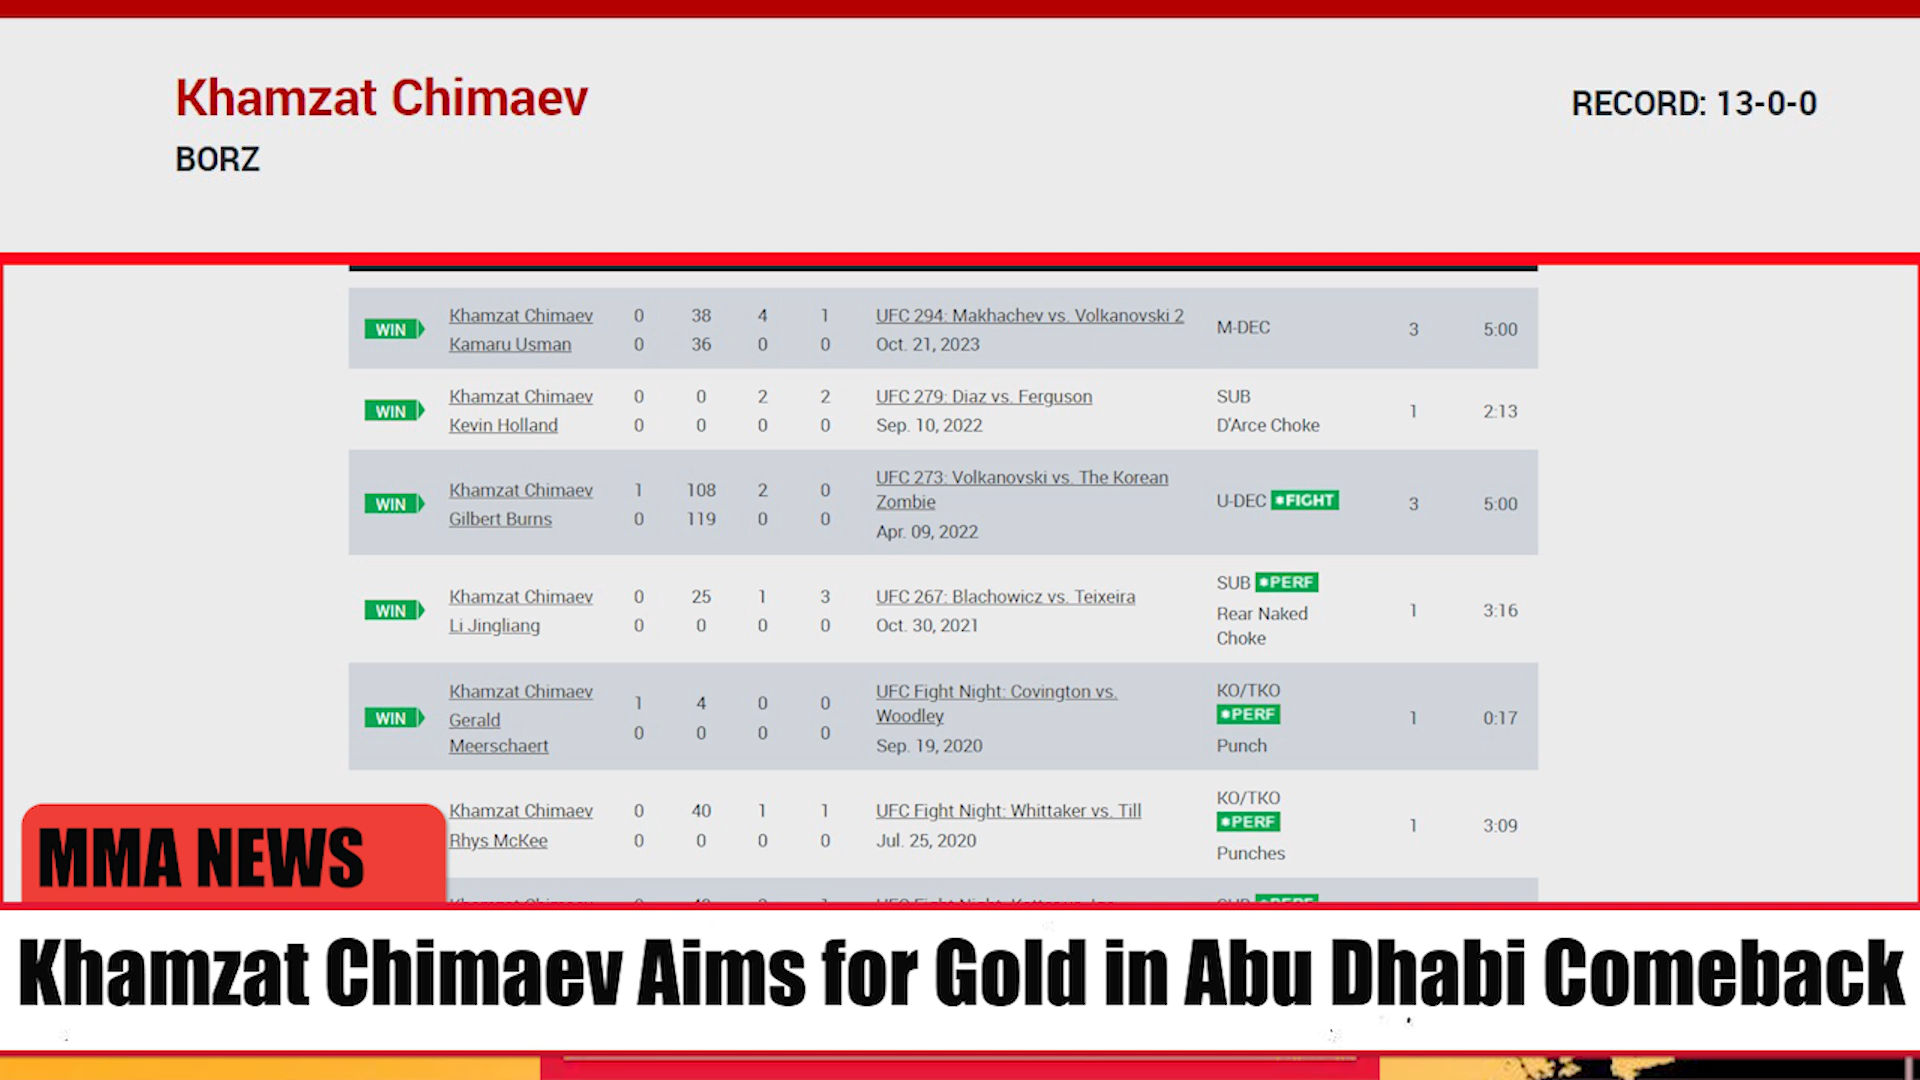 Khamzat Chimaev
RECORD: 13-0-0
BORZ
WIN Khamzat Chimaev 0 38 4 1 UFC 294: Makhachev vs. Volkanovski 2 M-DEC 3 5:00
Kamaru Usman 0 36 0 0 Oct. 21, 2023
WIN Khamzat Chimaev 0 0 2 2 UFC 279: Diaz vs. Ferguson SUB 1 2:13
Kevin Holland 0 0 0 0 Sep. 10, 2022 D'Arce Choke
WIN Khamzat Chimaev 1 108 2 0 UFC 273: Volkanovski vs. The Korean U-DEC FIGHT 3 5:00
Gilbert Burns 0 119 0 0 Zombie
Apr. 09, 2022
WIN Khamzat Chimaev 0 25 1 3 UFC 267: Blachowicz vs. Teixeira SUB PERF 1 3:16
Li Jingliang 0 0 0 0 Oct. 30, 2021 Rear Naked
Choke
WIN Khamzat Chimaev 1 4 0 0 UFC Fight Night: Covington vs. KO/TKO 1 0:17
Gerald 0 0 0 0 Woodley PERF
Meerschaert Sep. 19, 2020 Punch
Khamzat Chimaev 0 40 1 1 UFC Fight Night: Whittaker vs. Till KO/TKO 1 3:09
Rhys McKee 0 0 0 0 Jul. 25, 2020 PERF
Punches
MMA NEWS
Khamzat Chimaev Aims for Gold in Abu Dhabi Comeback